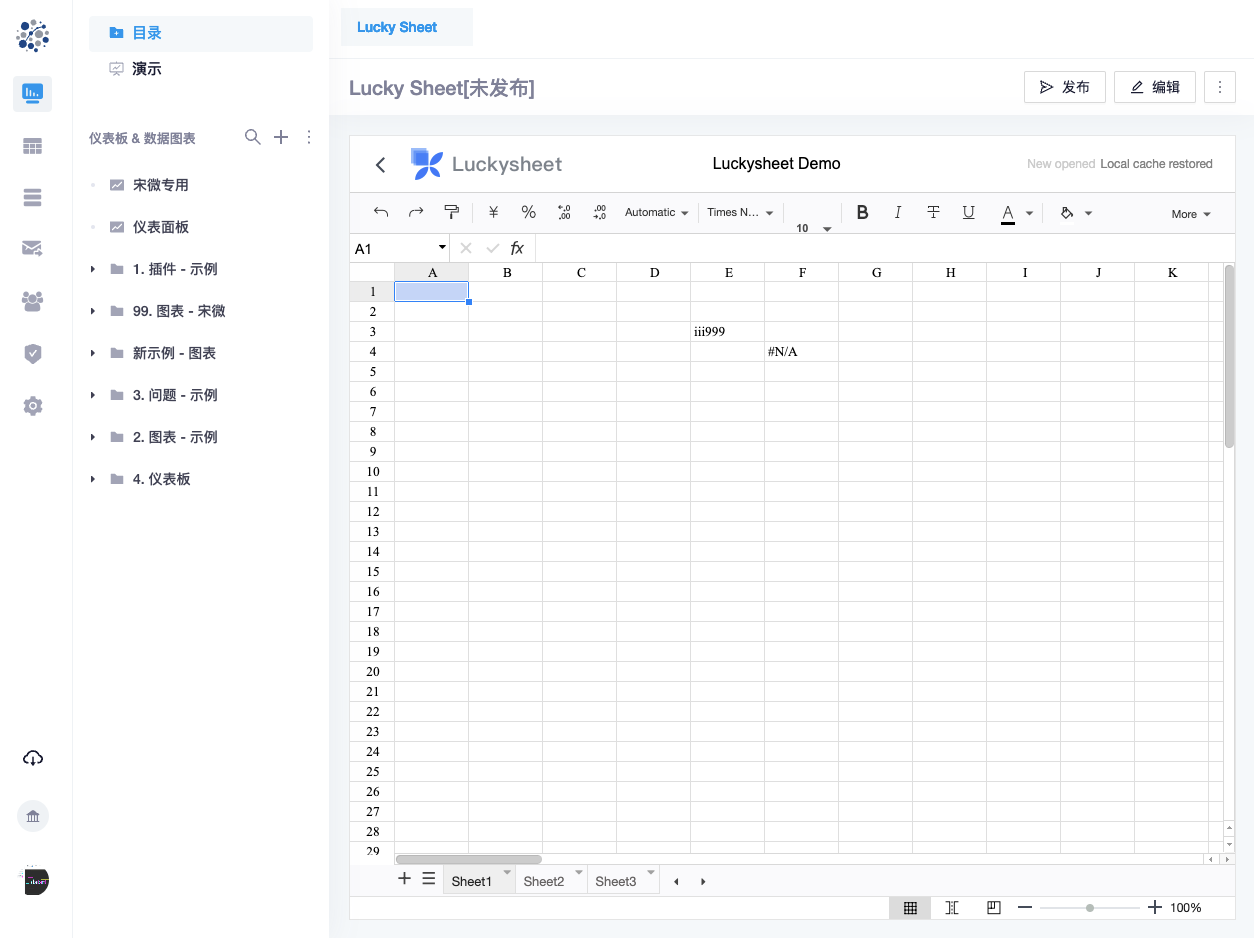 目录
演示
仪表板 & 数据图表
宋微专用
仪表面板
1. 插件 - 示例
99. 图表 - 宋微
新示例 - 图表
3. 问题 - 示例
2. 图表 - 示例
4. 仪表板
Lucky Sheet
Lucky Sheet[未发布]
发布
编辑
Luckysheet
Luckysheet Demo
New opened Local cache restored
¥ % .0 .00 .00 .0 Automatic Times N... 10 B I T U A More
A1 fx
A B C D E F G H I J K
1
2
3 iii999
4 #N/A
5
6
7
8
9
10
11
12
13
14
15
16
17
18
19
20
21
22
23
24
25
26
27
28
29
Sheet1 Sheet2 Sheet3
100%